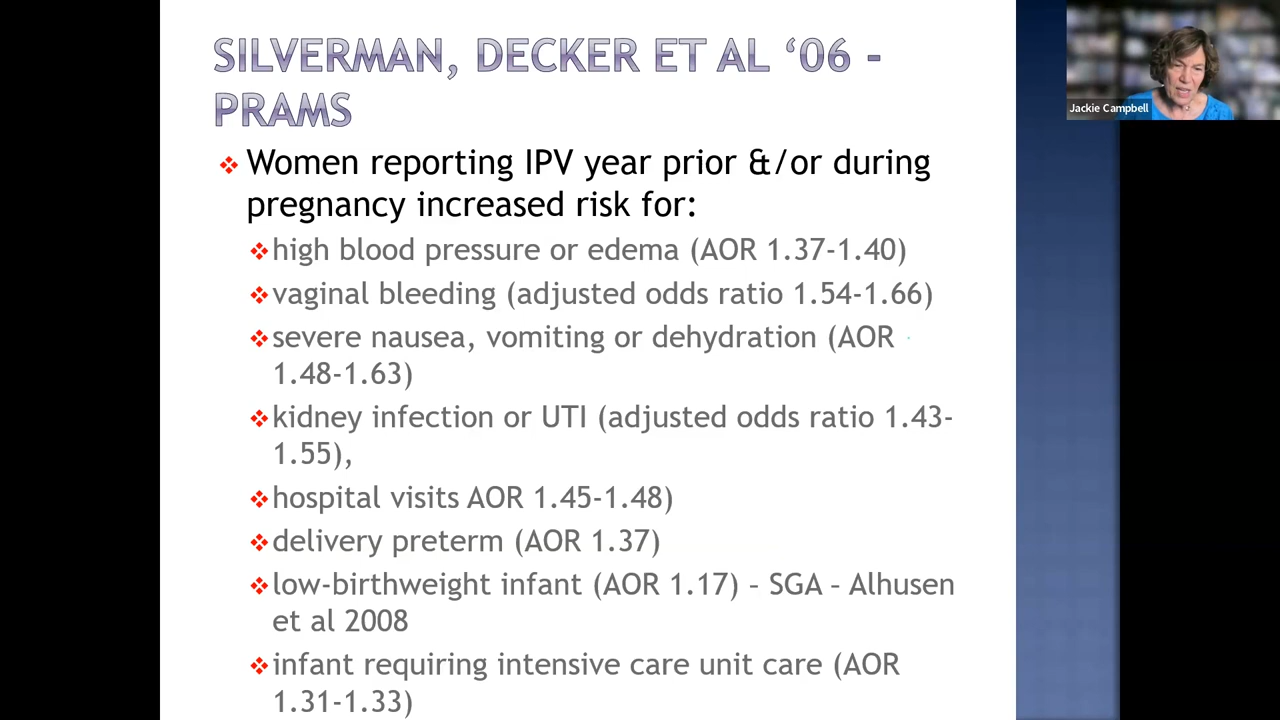 SILVERMAN, DECKER ET AL ‘06 -
PRAMS
Women reporting IPV year prior &/or during
pregnancy increased risk for:
high blood pressure or edema (AOR 1.37-1.40)
vaginal bleeding (adjusted odds ratio 1.54-1.66)
severe nausea, vomiting or dehydration (AOR
1.48-1.63)
kidney infection or UTI (adjusted odds ratio 1.43-
1.55),
hospital visits AOR 1.45-1.48)
delivery preterm (AOR 1.37)
low-birthweight infant (AOR 1.17) – SGA – Alhusen
et al 2008
infant requiring intensive care unit care (AOR
1.31-1.33)
Jackie Campbell